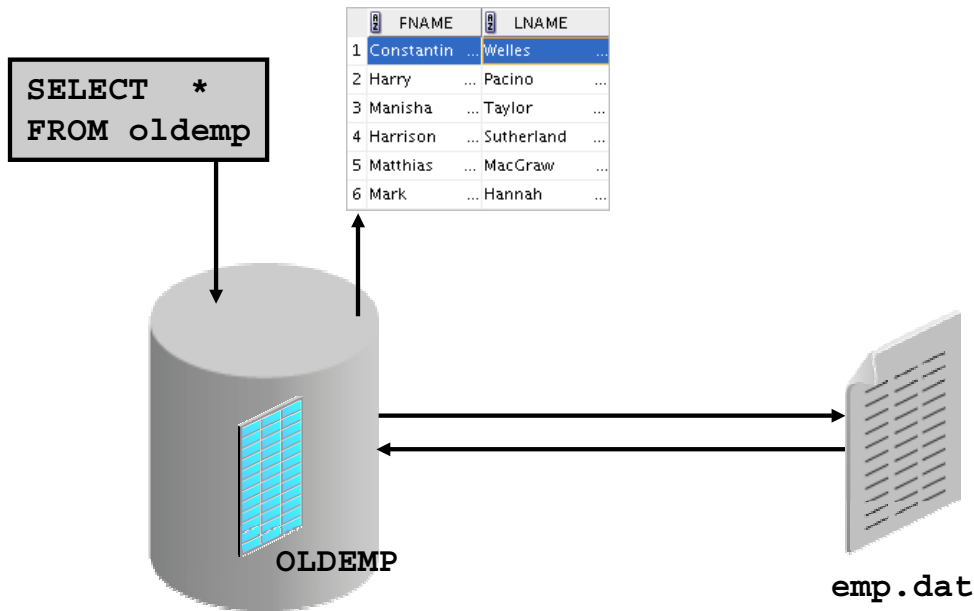 FNAME LNAME
1 Constantin ... Welles ...
2 Harry ... Pacino ...
3 Manisha ... Taylor ...
4 Harrison ... Sutherland ...
5 Matthias ... MacGraw ...
6 Mark ... Hannah ...
SELECT *
FROM oldemp
OLDEMP
emp.dat